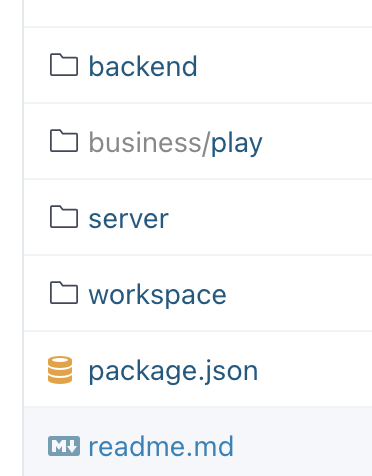 backend
business/play
server
workspace
package.json
M↓ readme.md